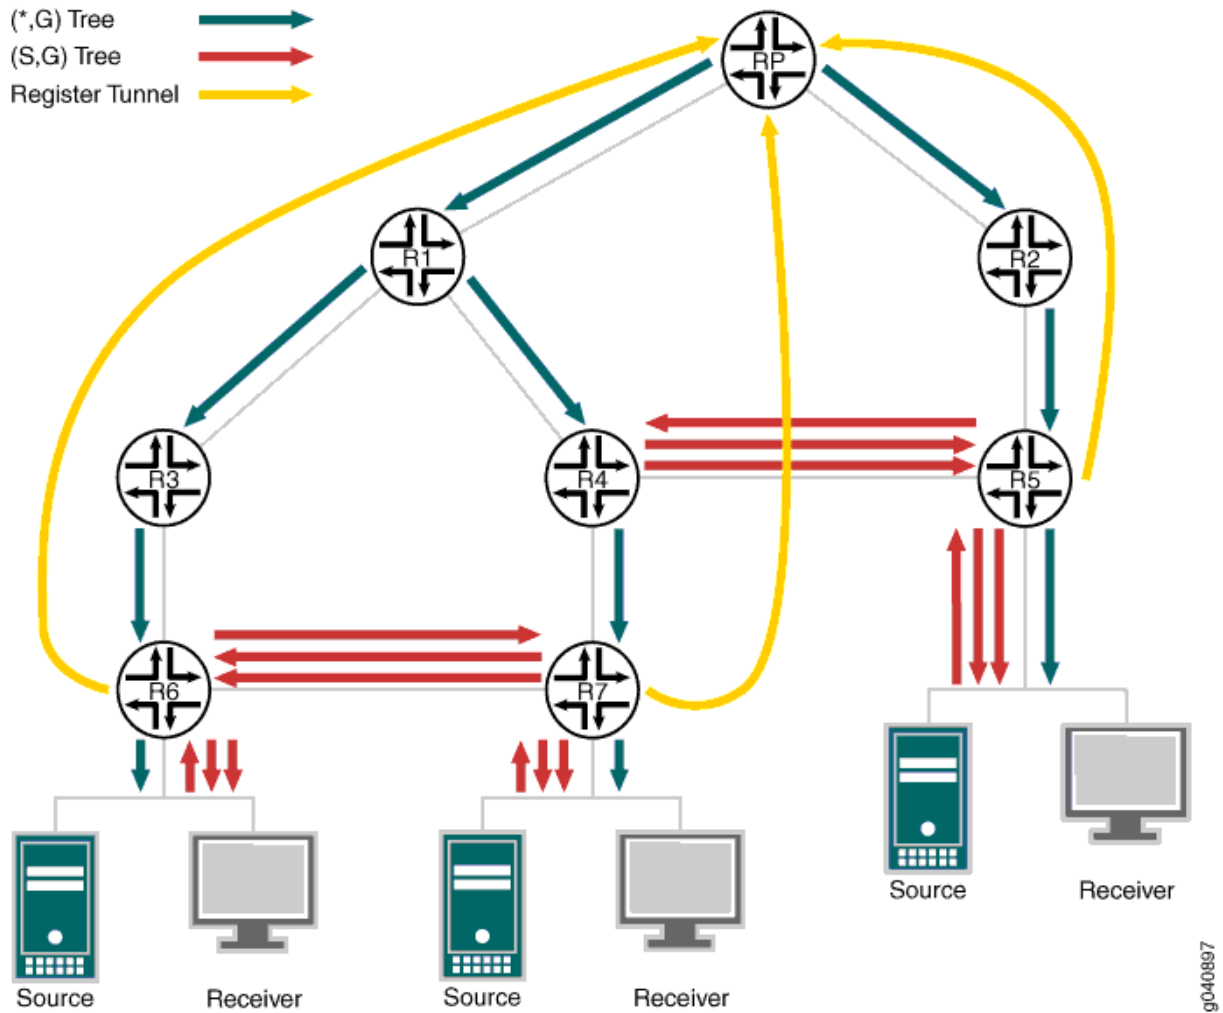 (*,G) Tree
(S,G) Tree
Register Tunnel
RP
R1
R2
R3
R4
R5
R6
R7
Source
Receiver
Source
Receiver
Source
Receiver
g040897